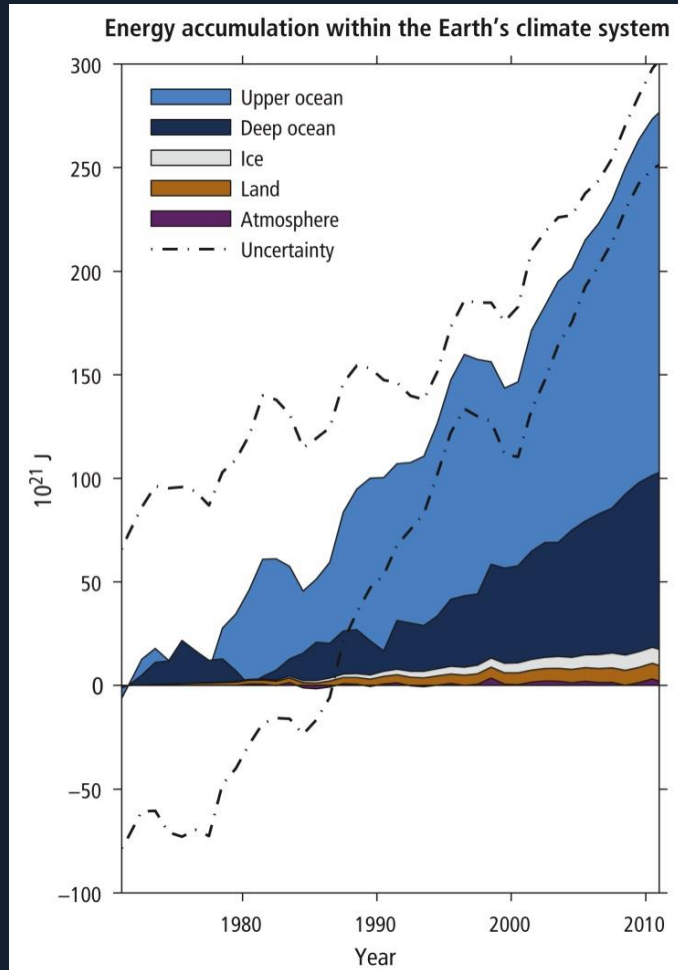 Energy accumulation within the Earth's climate system
300
250
200
150
100
50
0
−50
−100
10²¹ J
Upper ocean
Deep ocean
Ice
Land
Atmosphere
Uncertainty
1980 1990 2000 2010
Year